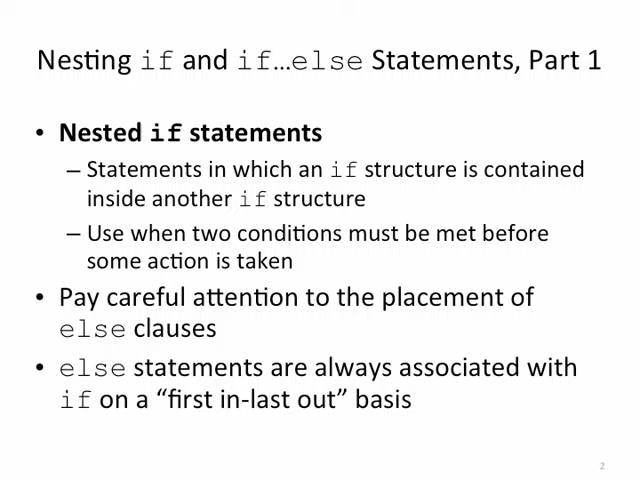 Nesting if and if…else Statements, Part 1
• Nested if statements
– Statements in which an if structure is contained
inside another if structure
– Use when two conditions must be met before
some action is taken
• Pay careful attention to the placement of
else clauses
• else statements are always associated with
if on a “first in-last out” basis
2